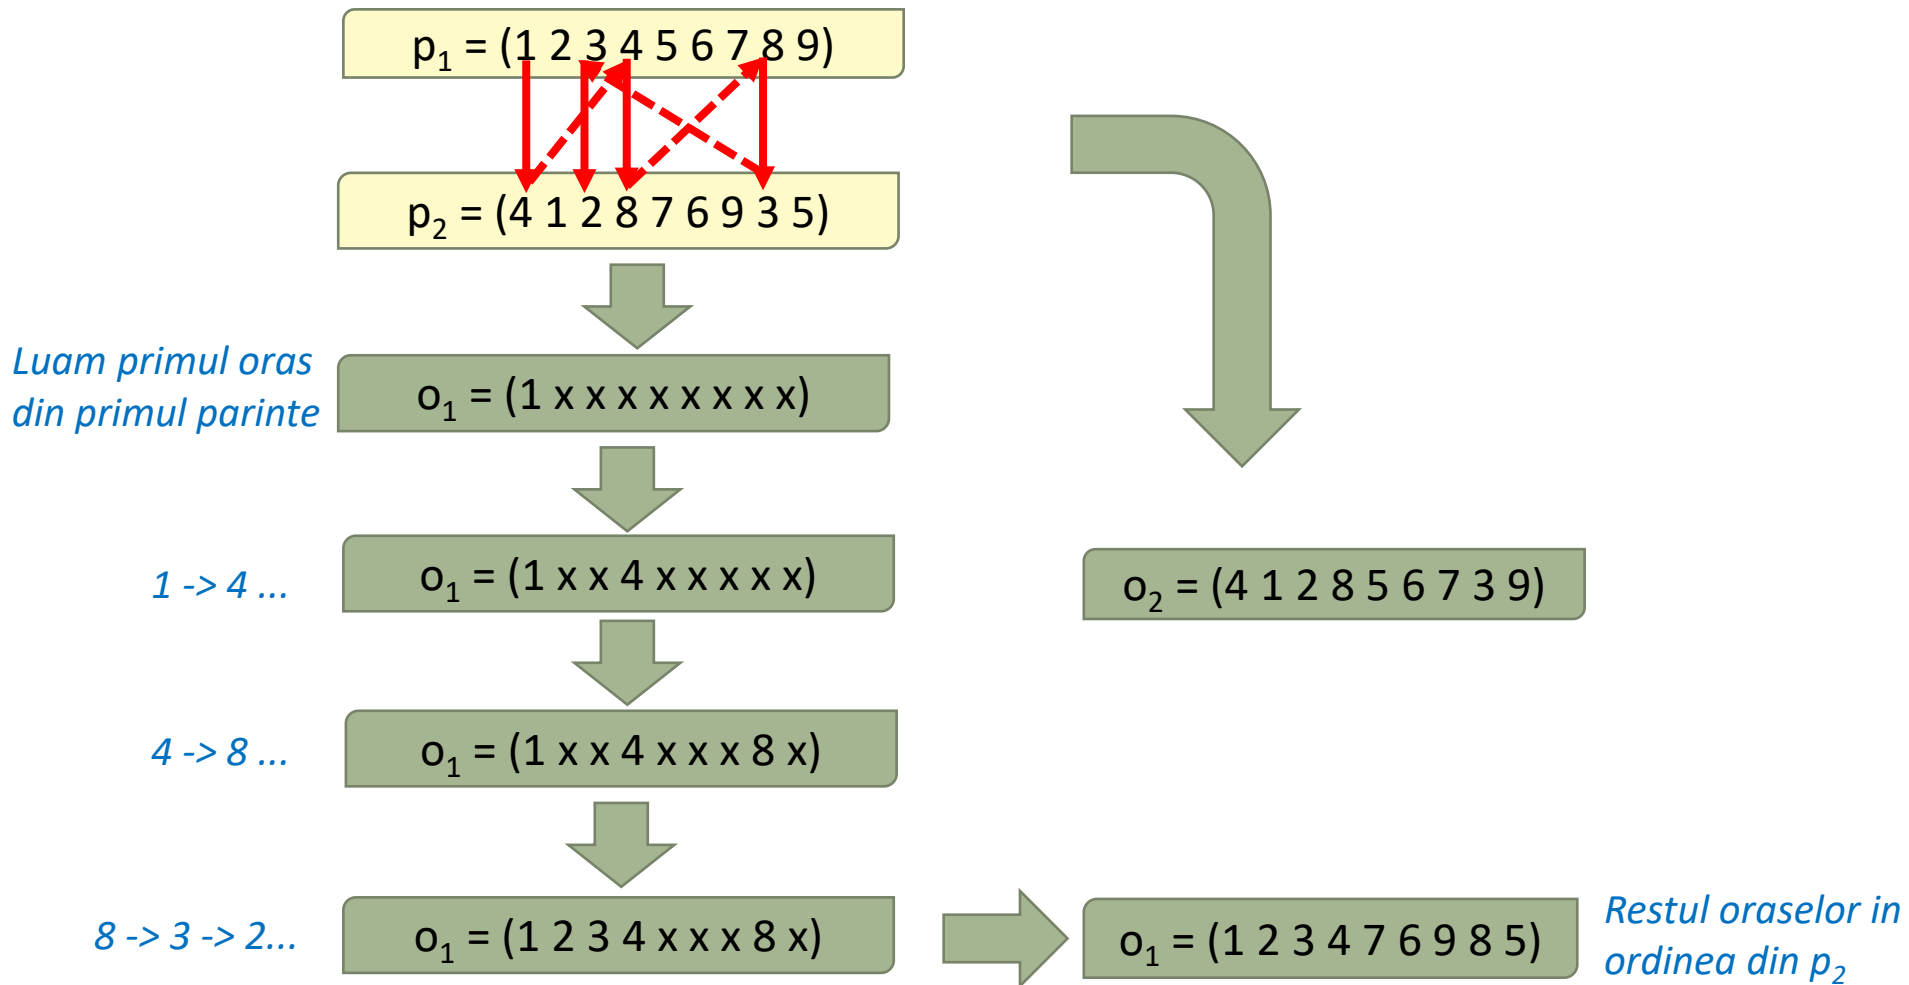 p₁ = (1 2 3 4 5 6 7 8 9)
p₂ = (4 1 2 8 7 6 9 3 5)
Luam primul oras
din primul parinte
o₁ = (1 x x x x x x x x)
1 -> 4 ...
o₁ = (1 x x 4 x x x x x)
o₂ = (4 1 2 8 5 6 7 3 9)
4 -> 8 ...
o₁ = (1 x x 4 x x x 8 x)
8 -> 3 -> 2...
o₁ = (1 2 3 4 x x x 8 x)
o₁ = (1 2 3 4 7 6 9 8 5)
Restul oraselor in
ordinea din p₂